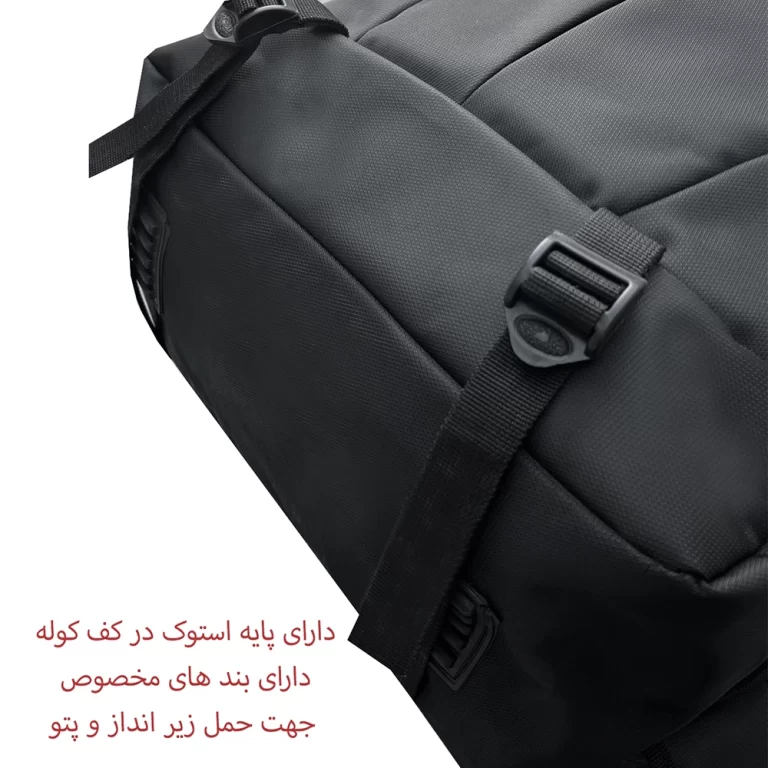 دارای پایه استوک در کف کوله
دارای بند های مخصوص
جهت حمل زیر انداز و پتو